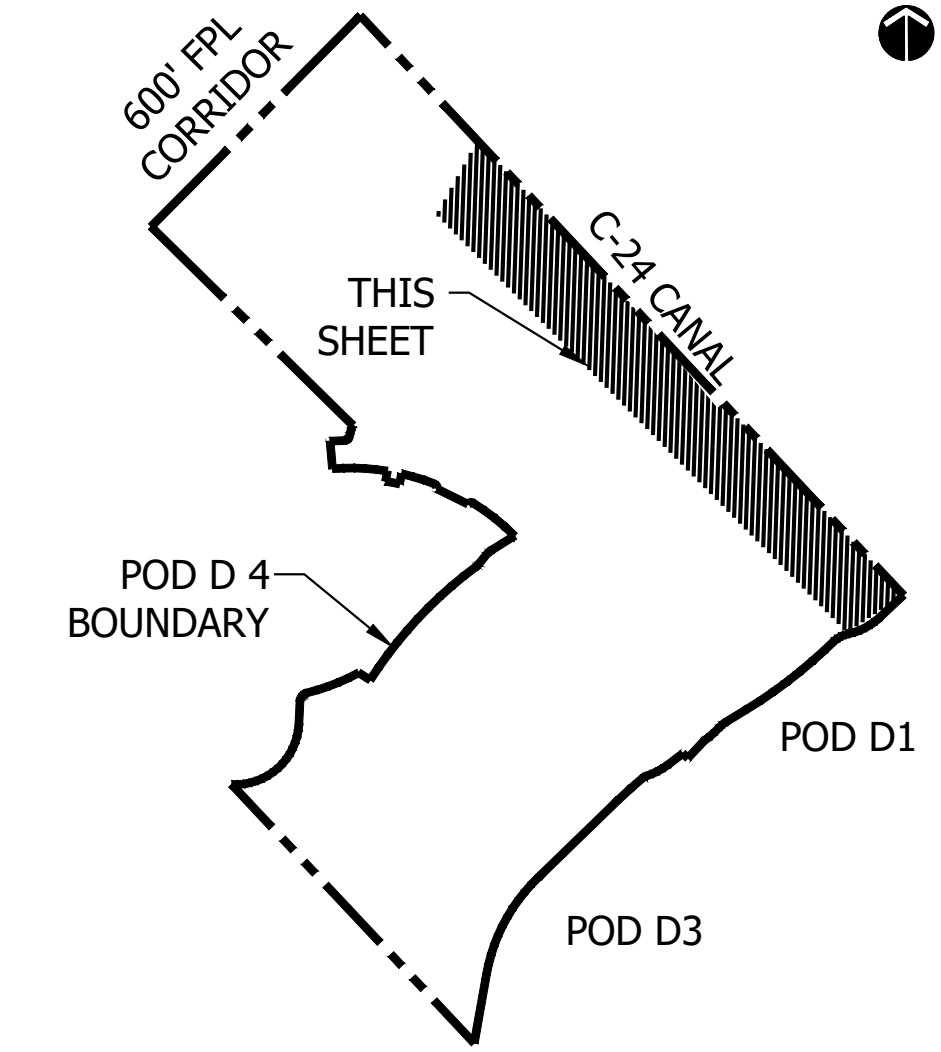 600' FPL
CORRIDOR
C-24 CANAL
THIS
SHEET
POD D 4
BOUNDARY
POD D1
POD D3